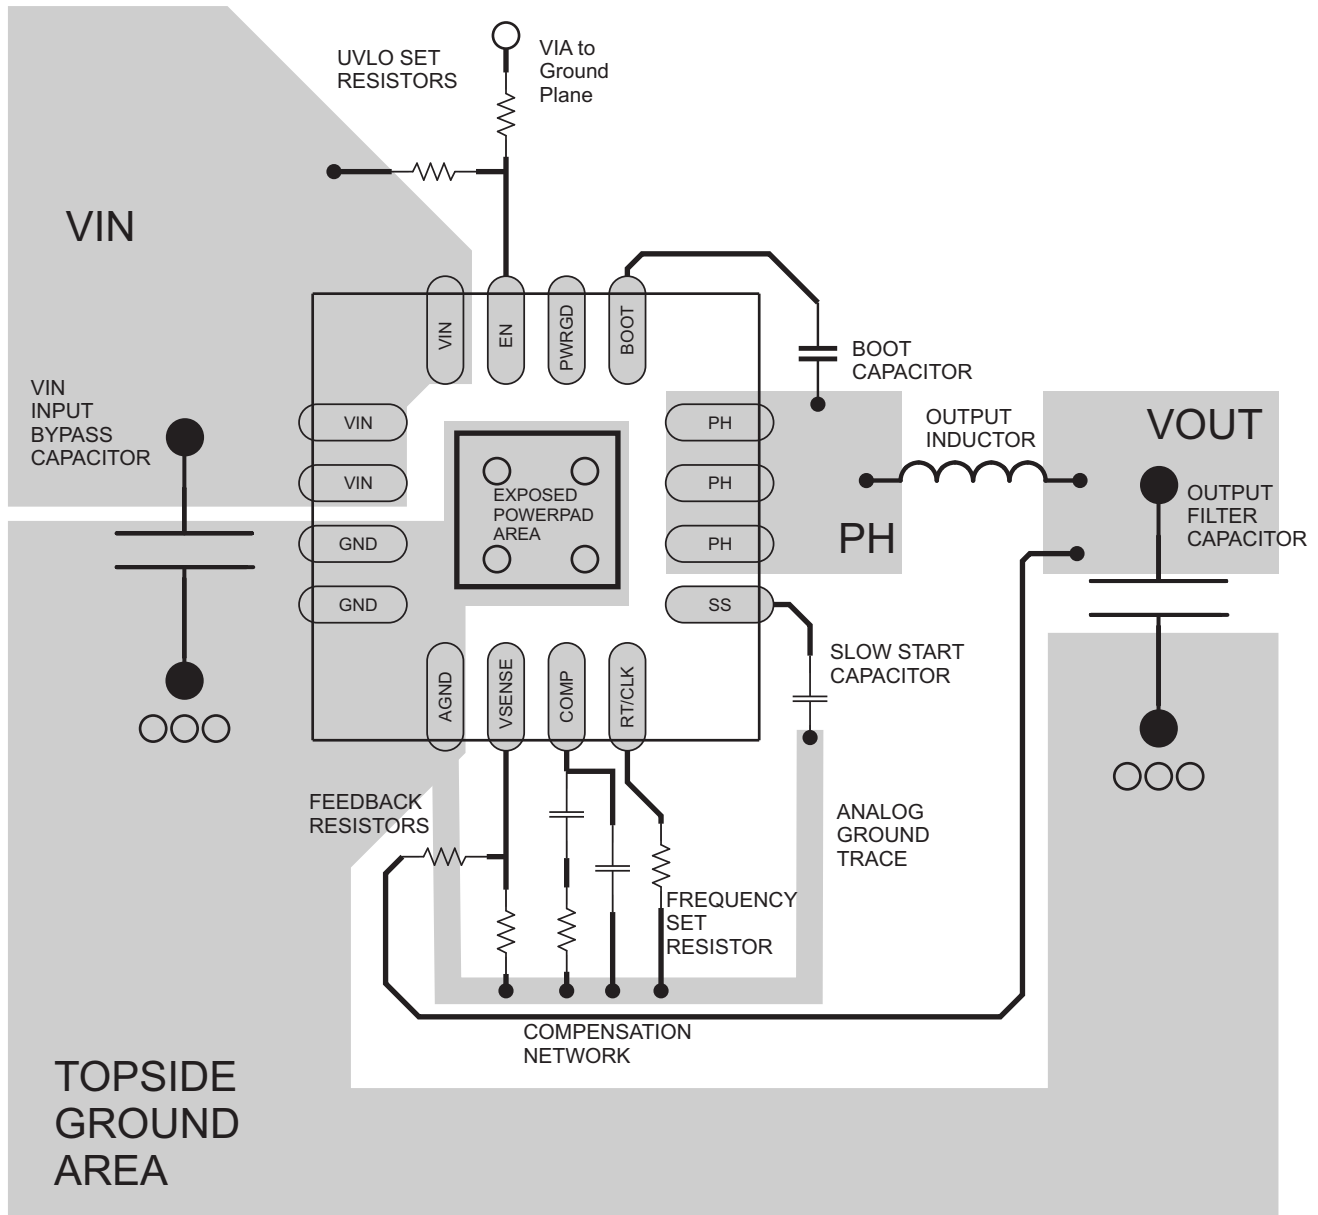 UVLO SET
RESISTORS
VIA to
Ground
Plane
VIN
VIN
EN
PWRGD
BOOT
BOOT
CAPACITOR
VIN
INPUT
BYPASS
CAPACITOR
VIN
VIN
GND
GND
EXPOSED
POWERPAD
AREA
PH
PH
PH
SS
PH
OUTPUT
INDUCTOR
VOUT
OUTPUT
FILTER
CAPACITOR
AGND
VSENSE
COMP
RT/CLK
SLOW START
CAPACITOR
FEEDBACK
RESISTORS
ANALOG
GROUND
TRACE
FREQUENCY
SET
RESISTOR
COMPENSATION
NETWORK
TOPSIDE
GROUND
AREA